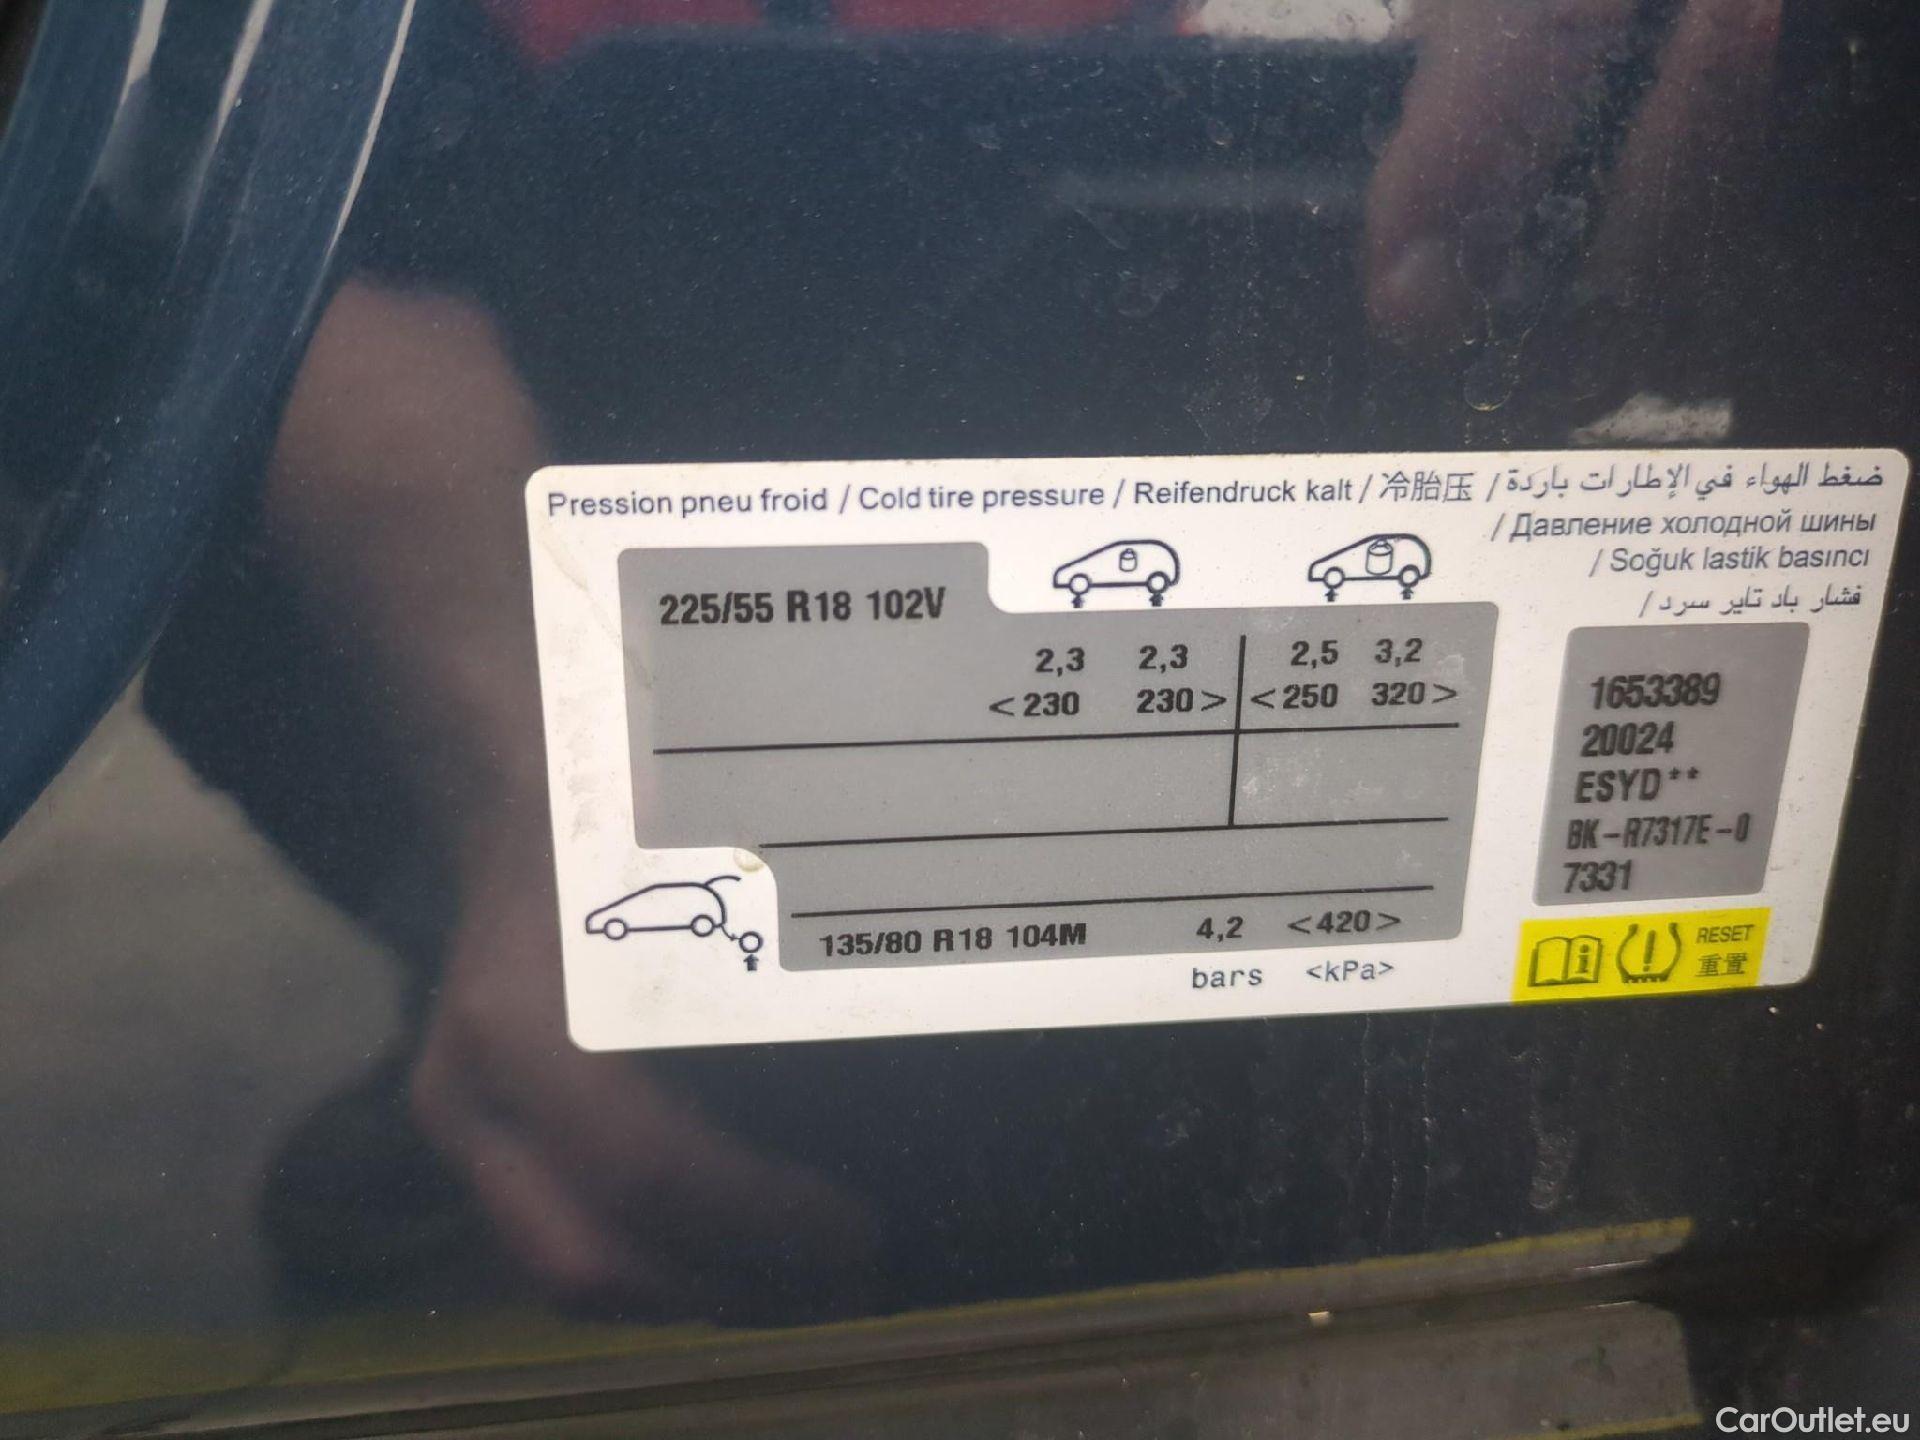 Pression pneu froid / Cold tire pressure / Reifendruck kalt / 冷胎压 / ضغط الهواء في الإطارات باردة
/ Давление холодной шины
/ Soğuk lastik basıncı
/ فشار باد تایر سرد
225/55 R18 102V
2,3 2,3 2,5 3,2
<230 230> <250 320>
135/80 R18 104M 4,2 <420>
bars <kPa>
1653389
20024
ESYD**
BK-R7317E-0
7331
RESET
重置
CarOutlet.eu